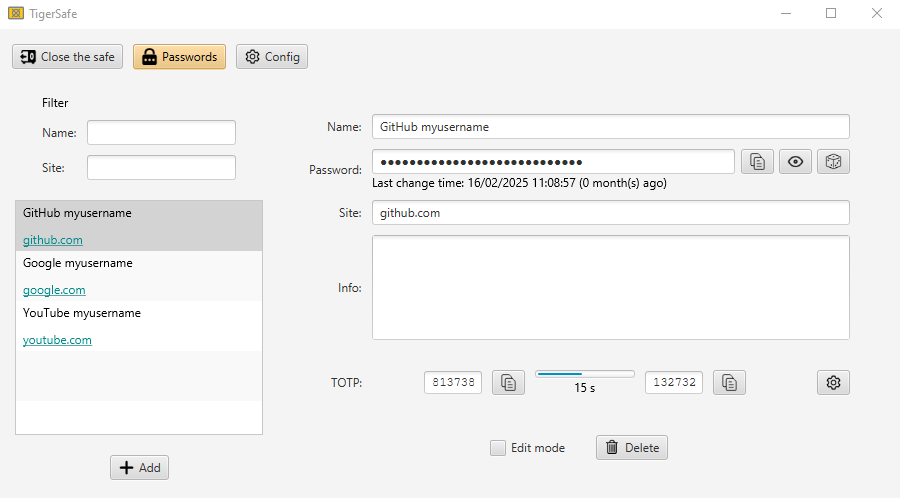 TigerSafe
Close the safe
Passwords
Config
Filter
Name:
Site:
GitHub myusername
github.com
Google myusername
google.com
YouTube myusername
youtube.com
Add
Name: GitHub myusername
Password: ●●●●●●●●●●●●●●●●●●●●●●●●●●●●
Last change time: 16/02/2025 11:08:57 (0 month(s) ago)
Site: github.com
Info:
TOTP: 813738 15 s 132732
Edit mode
Delete